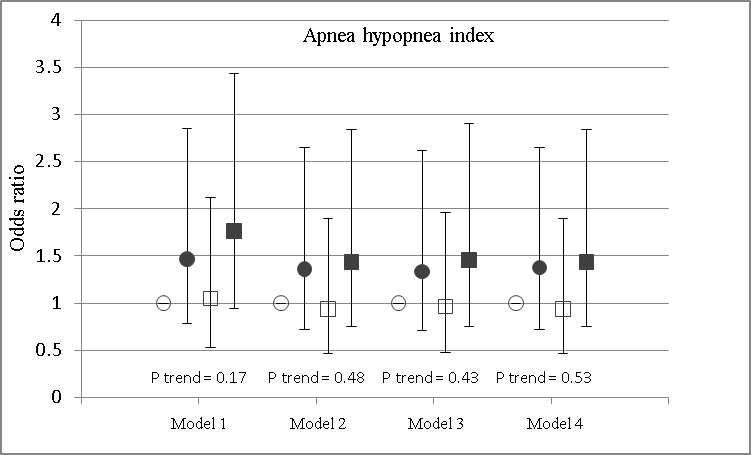 Apnea hypopnea index
4
3.5
3
2.5
2
1.5
1
0.5
0
Odds ratio
P trend = 0.17 P trend = 0.48 P trend = 0.43 P trend = 0.53
Model 1 Model 2 Model 3 Model 4